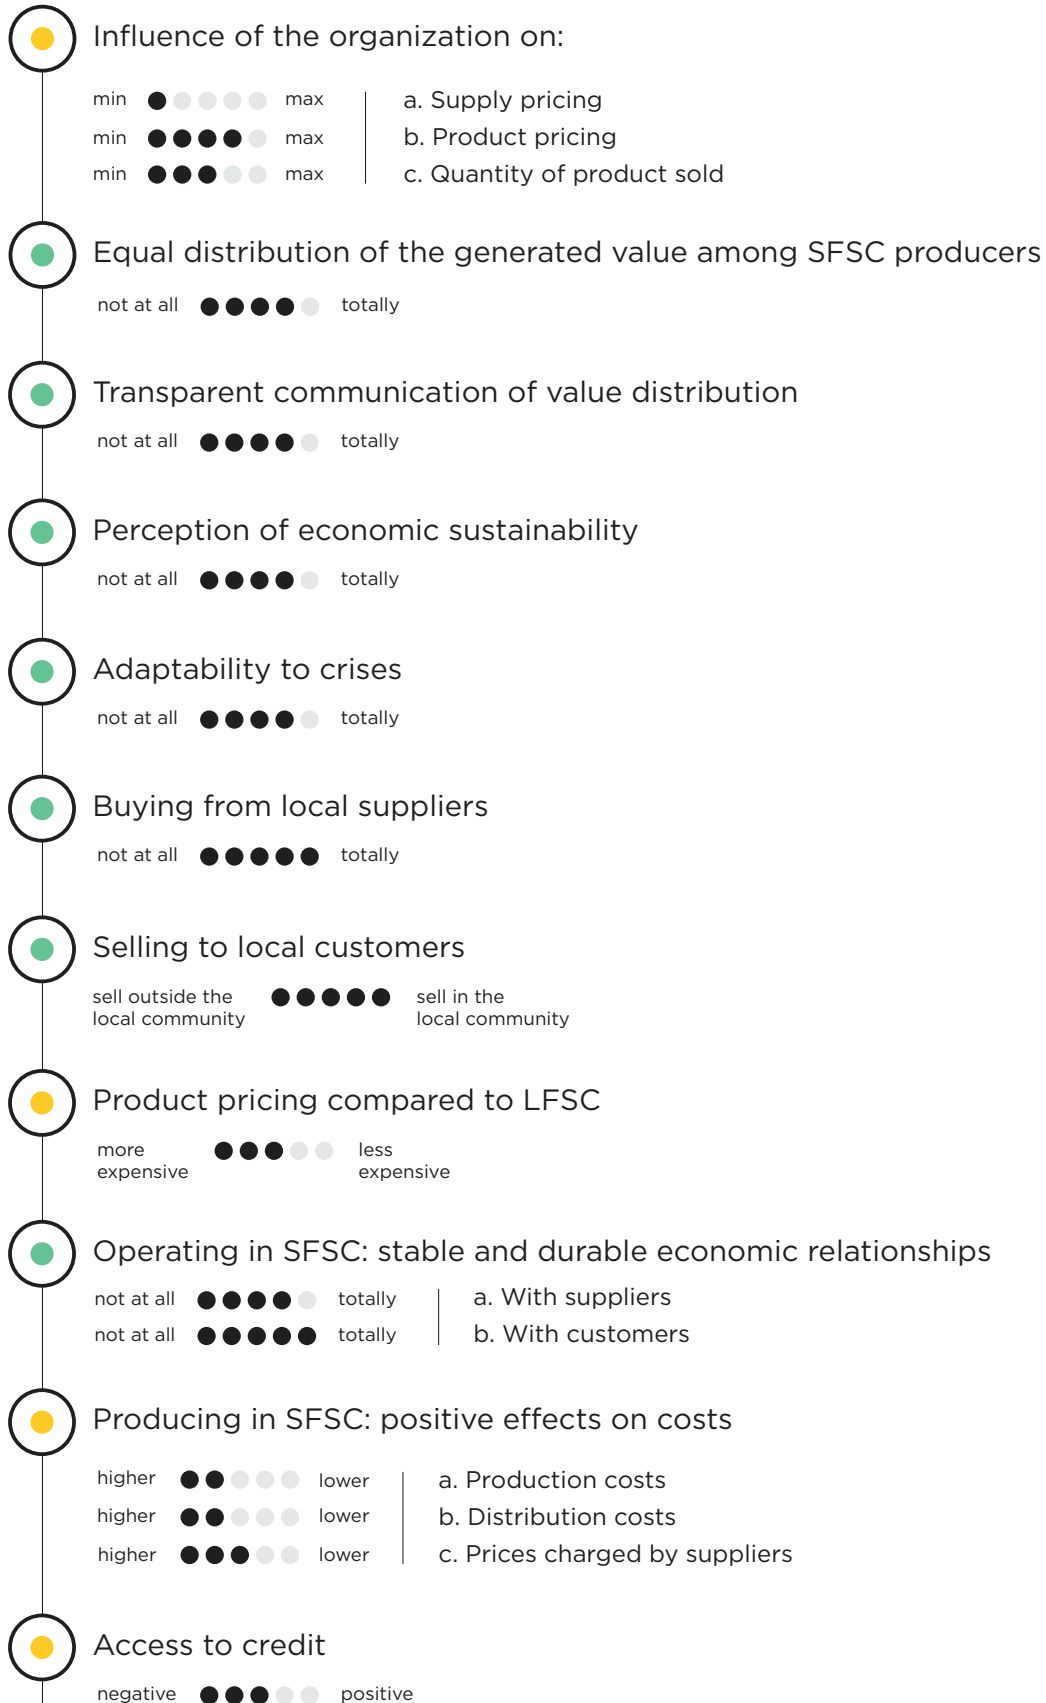 Influence of the organization on:
min max a. Supply pricing
min max b. Product pricing
min max c. Quantity of product sold
Equal distribution of the generated value among SFSC producers
not at all totally
Transparent communication of value distribution
not at all totally
Perception of economic sustainability
not at all totally
Adaptability to crises
not at all totally
Buying from local suppliers
not at all totally
Selling to local customers
sell outside the sell in the
local community local community
Product pricing compared to LFSC
more less
expensive expensive
Operating in SFSC: stable and durable economic relationships
not at all totally a. With suppliers
not at all totally b. With customers
Producing in SFSC: positive effects on costs
higher lower a. Production costs
higher lower b. Distribution costs
higher lower c. Prices charged by suppliers
Access to credit
negative positive